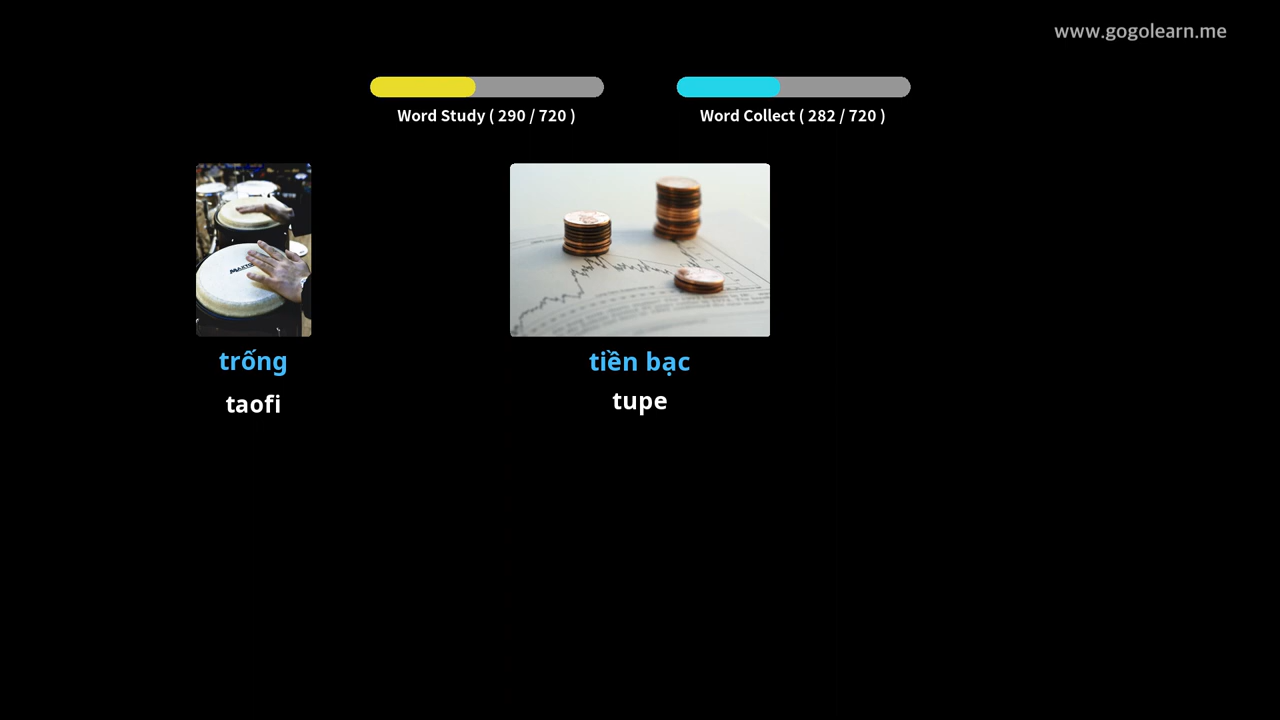 www.gogolearn.me
Word Study ( 290 / 720 )
Word Collect ( 282 / 720 )
trống
tiền bạc
taofi
tupe